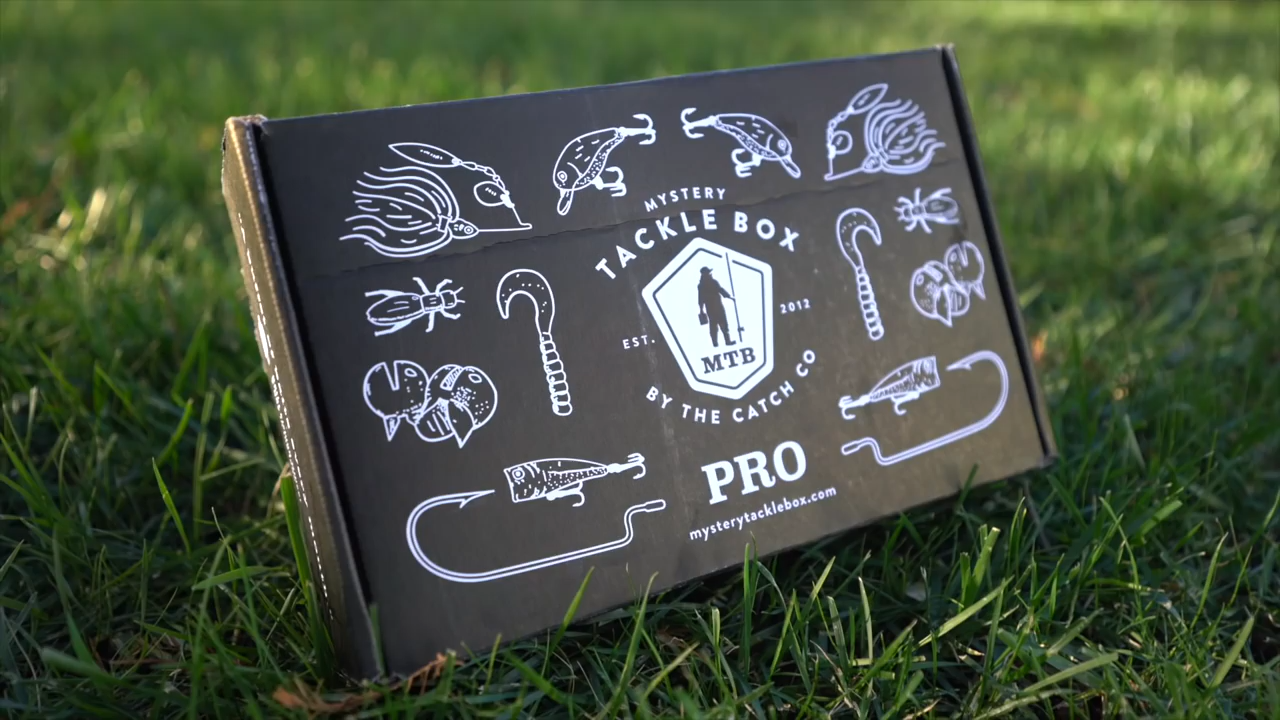 MYSTERY
TACKLE BOX
EST. 2012
MTB
BY THE CATCH CO
PRO
mysterytacklebox.com